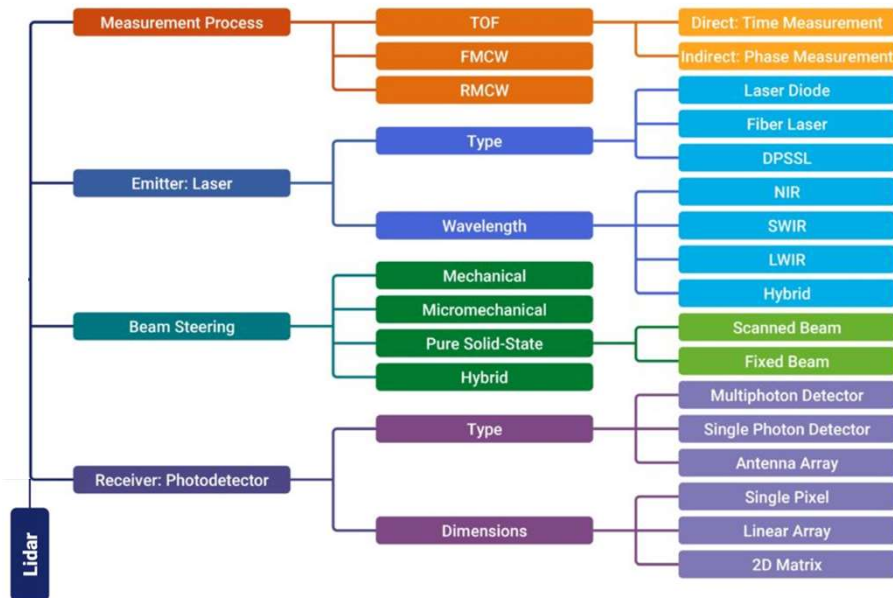 Measurement Process
TOF
Direct: Time Measurement
FMCW
Indirect: Phase Measurement
RMCW
Laser Diode
Type
Fiber Laser
DPSSL
Emitter: Laser
NIR
Wavelength
SWIR
LWIR
Hybrid
Mechanical
Micromechanical
Beam Steering
Pure Solid-State
Scanned Beam
Fixed Beam
Hybrid
Multiphoton Detector
Type
Single Photon Detector
Antenna Array
Receiver: Photodetector
Single Pixel
Dimensions
Linear Array
2D Matrix
Lidar